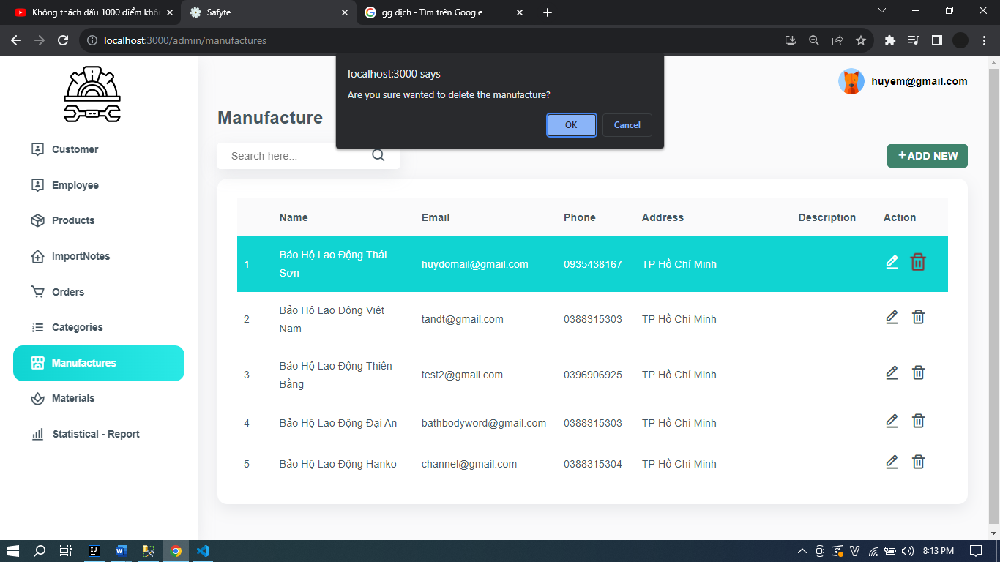 Không thách đấu 1000 điểm khô
Safyte
gg dịch - Tìm trên Google
localhost:3000/admin/manufactures
localhost:3000 says
Are you sure wanted to delete the manufacture?
OK
Cancel
huyem@gmail.com
Manufacture
Search here...
+ADD NEW
Customer
Employee
Products
ImportNotes
Orders
Categories
Manufactures
Materials
Statistical - Report
Name Email Phone Address Description Action
1 Bảo Hộ Lao Động Thái Sơn huydomail@gmail.com 0935438167 TP Hồ Chí Minh
2 Bảo Hộ Lao Động Việt Nam tandt@gmail.com 0388315303 TP Hồ Chí Minh
3 Bảo Hộ Lao Động Thiên Bằng test2@gmail.com 0396906925 TP Hồ Chí Minh
4 Bảo Hộ Lao Động Đại An bathbodyword@gmail.com 0388315303 TP Hồ Chí Minh
5 Bảo Hộ Lao Động Hanko channel@gmail.com 0388315304 TP Hồ Chí Minh
8:13 PM